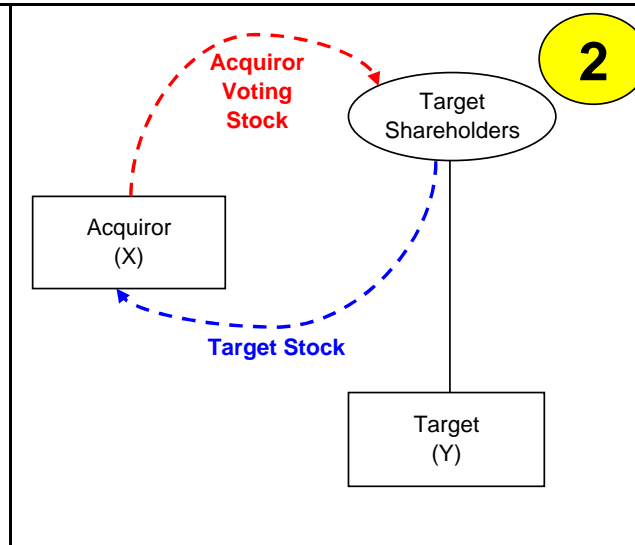 2
Acquiror
Voting
Stock
Target
Shareholders
Acquiror
(X)
Target Stock
Target
(Y)